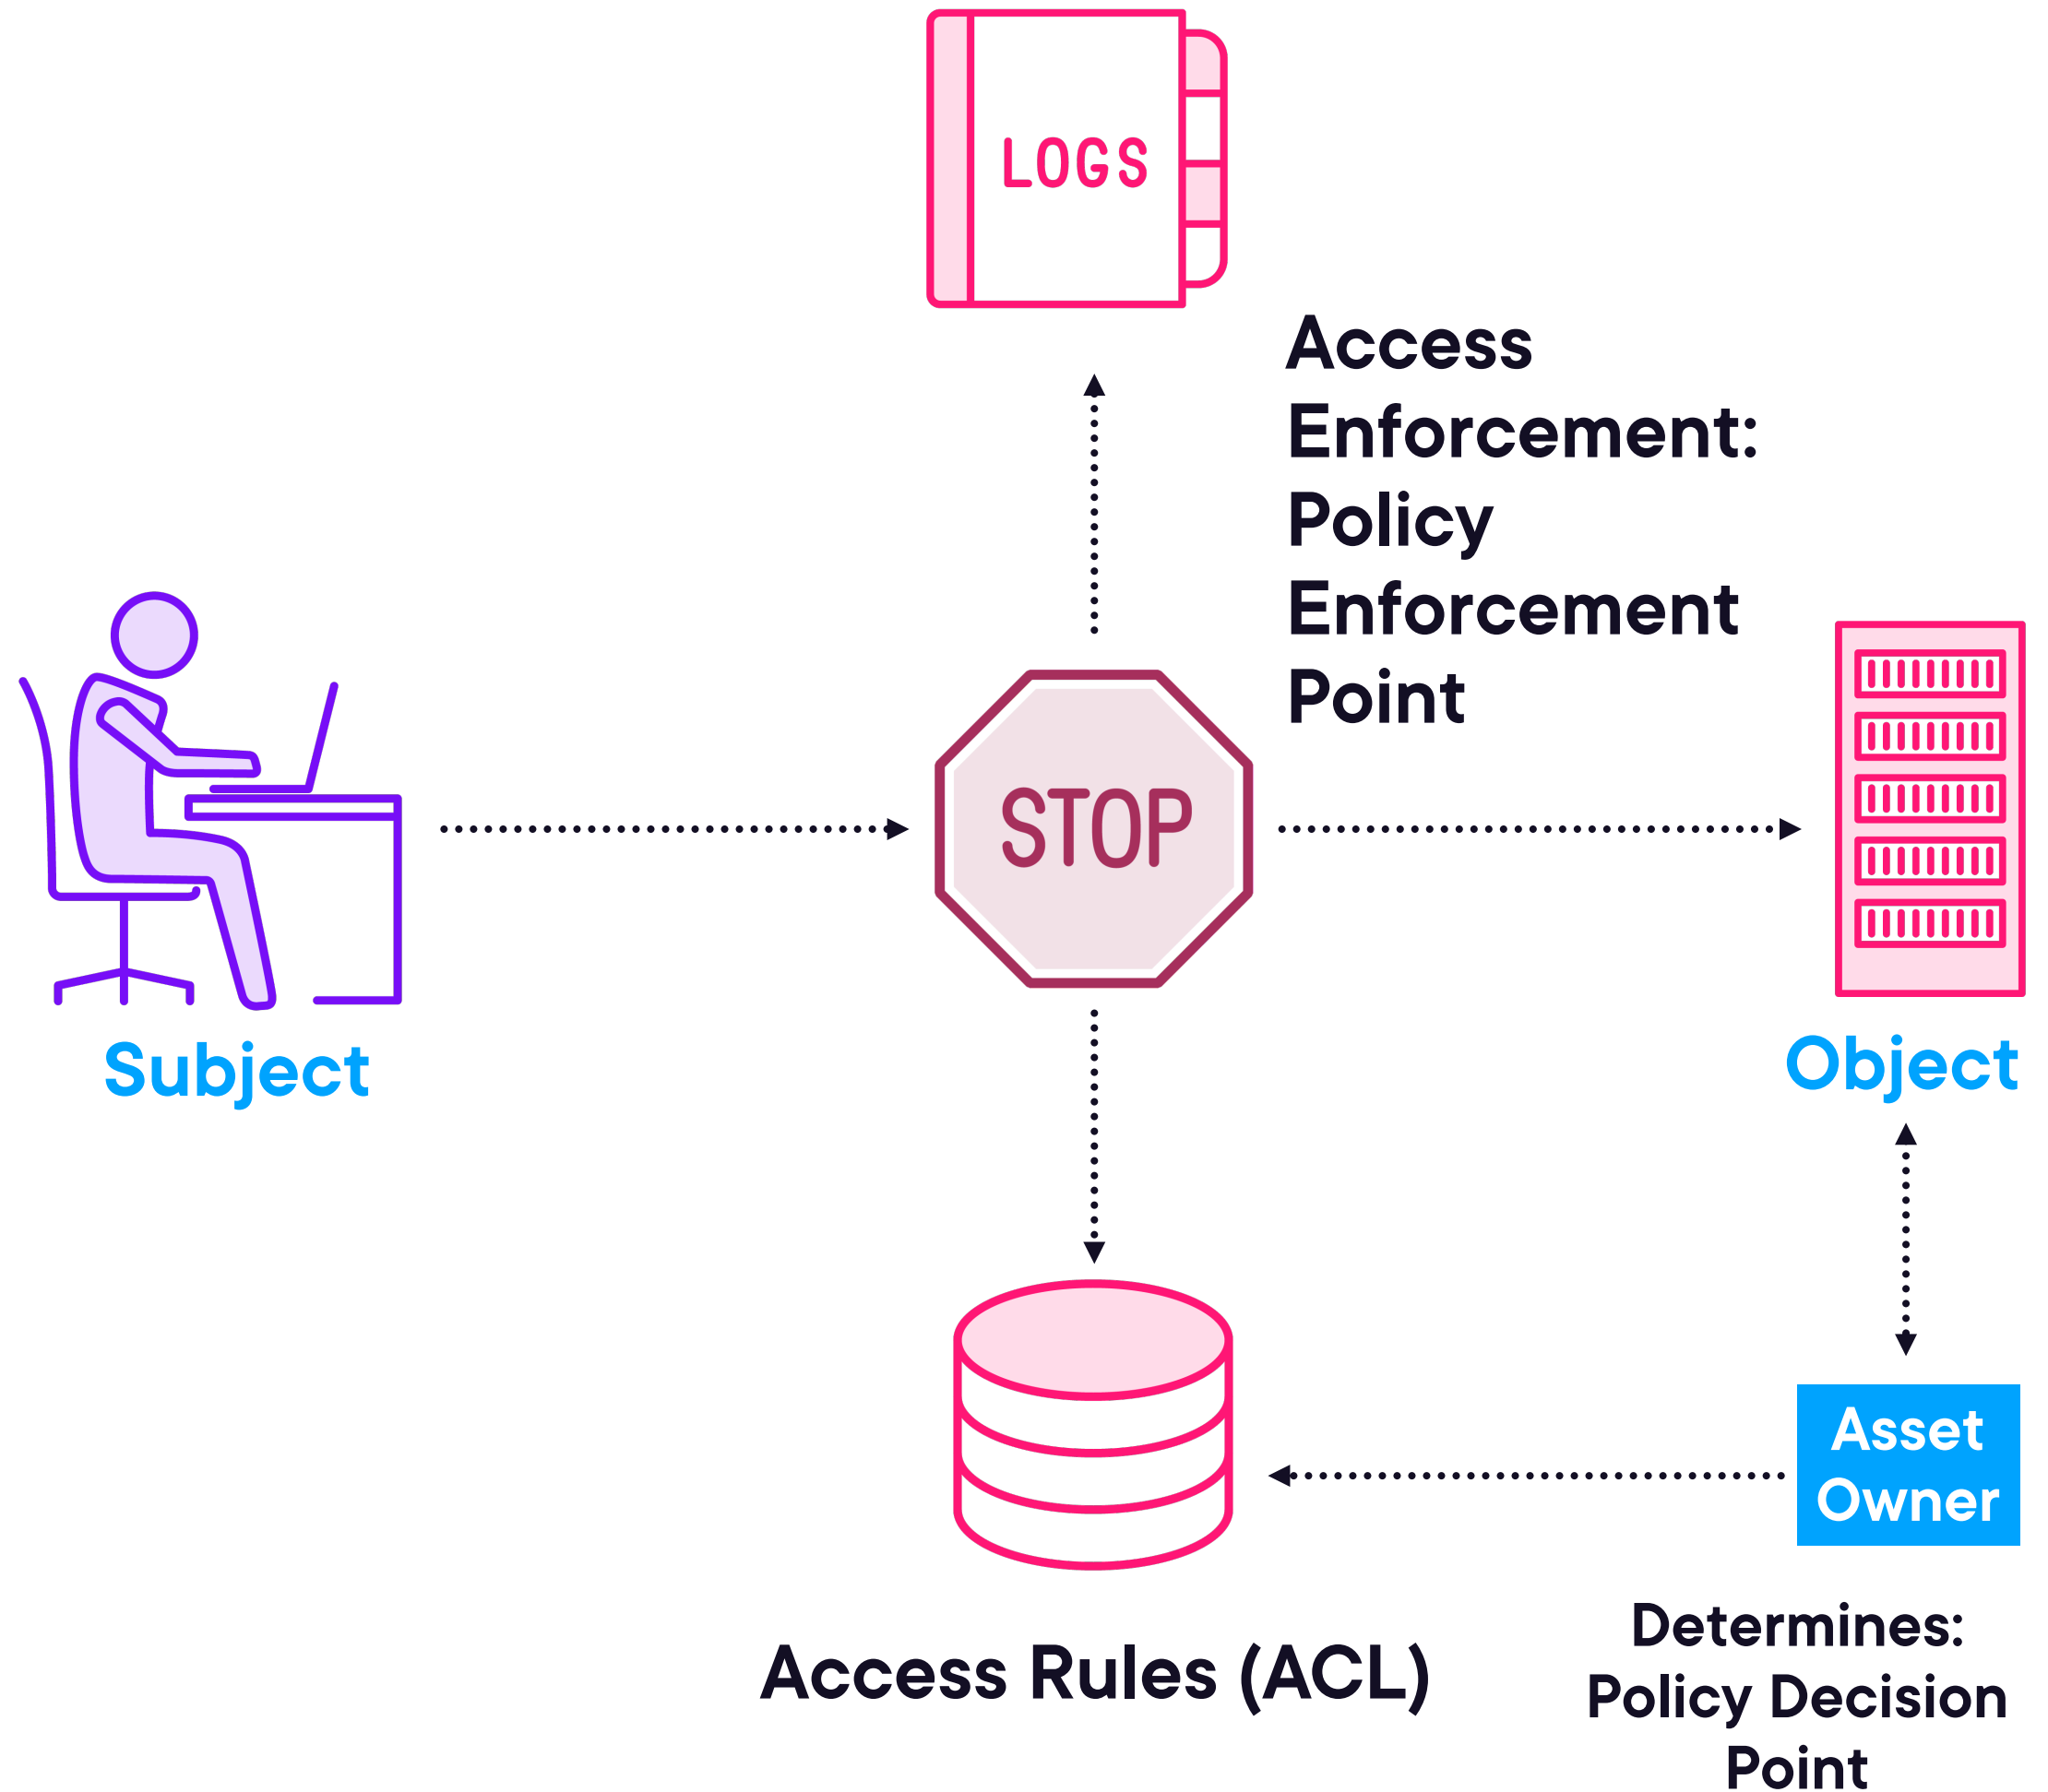 LOGS
Access
Enforcement:
Policy
Enforcement
Point
STOP
Subject
Object
Asset
Owner
Access Rules (ACL)
Determines:
Policy Decision
Point